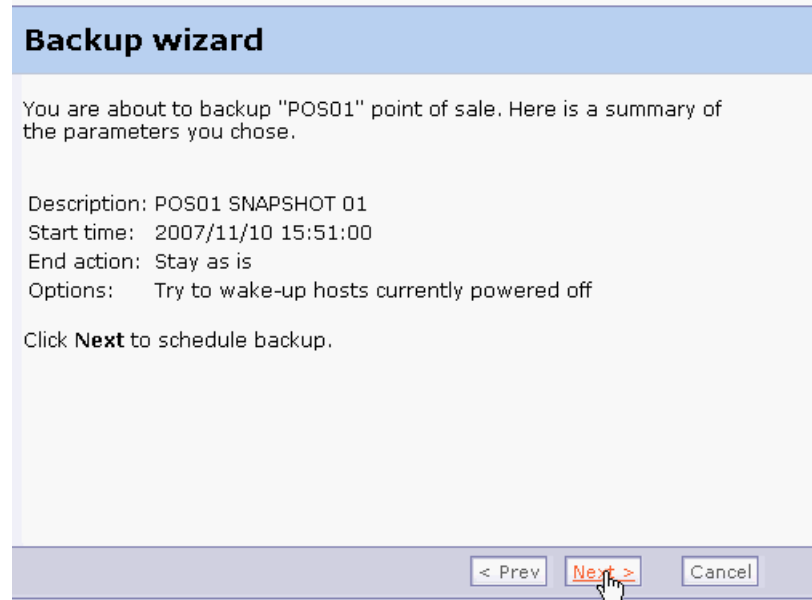 Backup wizard
You are about to backup "POS01" point of sale. Here is a summary of
the parameters you chose.
Description: POS01 SNAPSHOT 01
Start time: 2007/11/10 15:51:00
End action: Stay as is
Options: Try to wake-up hosts currently powered off
Click Next to schedule backup.
< Prev Next > Cancel